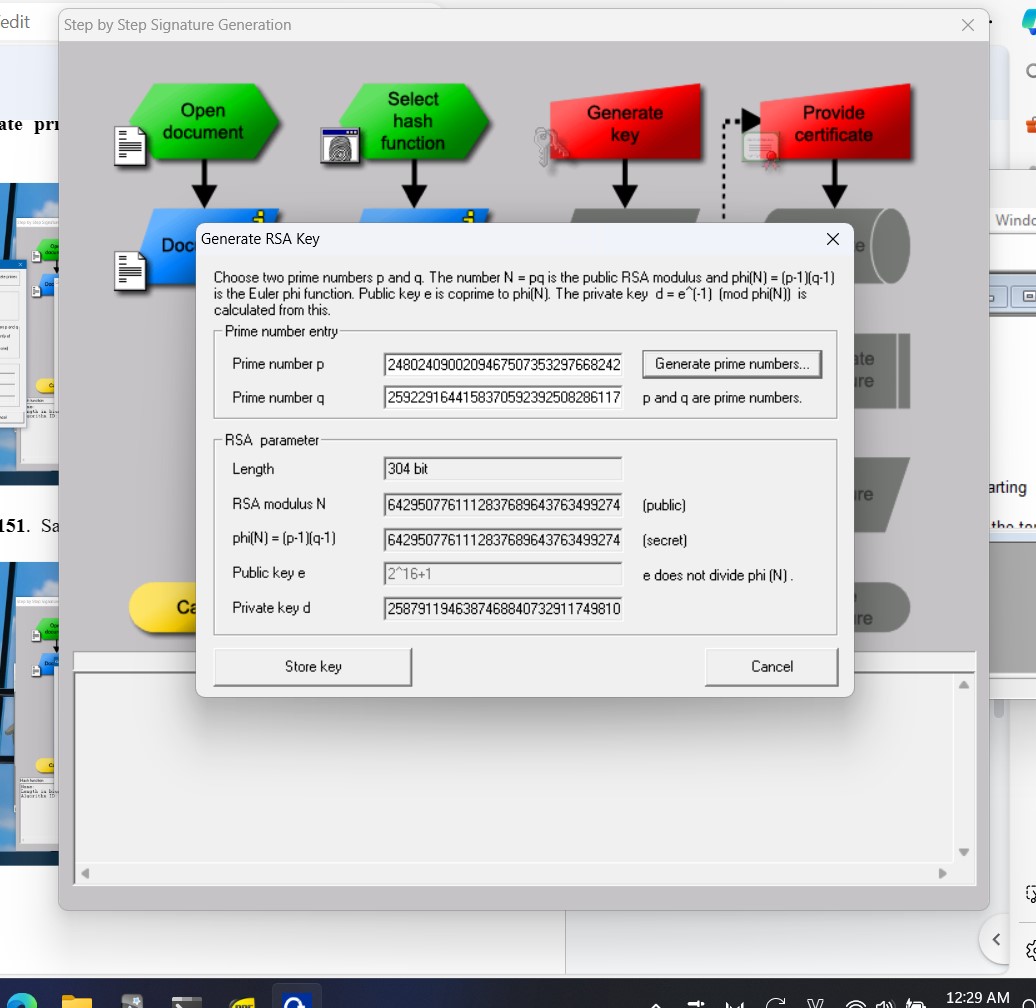 edit
Step by Step Signature Generation
Open
document
Select
hash
function
Generate
key
Provide
certificate
Generate RSA Key
Choose two prime numbers p and q. The number N = pq is the public RSA modulus and phi(N) = (p-1)(q-1)
is the Euler phi function. Public key e is coprime to phi(N). The private key d = e^(-1) (mod phi(N)) is
calculated from this.
Prime number entry
Prime number p
2480240900209467507353297668242
Generate prime numbers...
Prime number q
2592291644158370592392508286117
p and q are prime numbers.
RSA parameter
Length
304 bit
RSA modulus N
6429507761112837689643763499274
(public)
phi(N) = (p-1)(q-1)
6429507761112837689643763499274
(secret)
Public key e
2^16+1
e does not divide phi (N) .
Private key d
258791194638746884073291174981 0
Store key
Cancel
Doc
Ca
ate
ure
ate pri
151. Sa
Windo
arting
12:29 AM